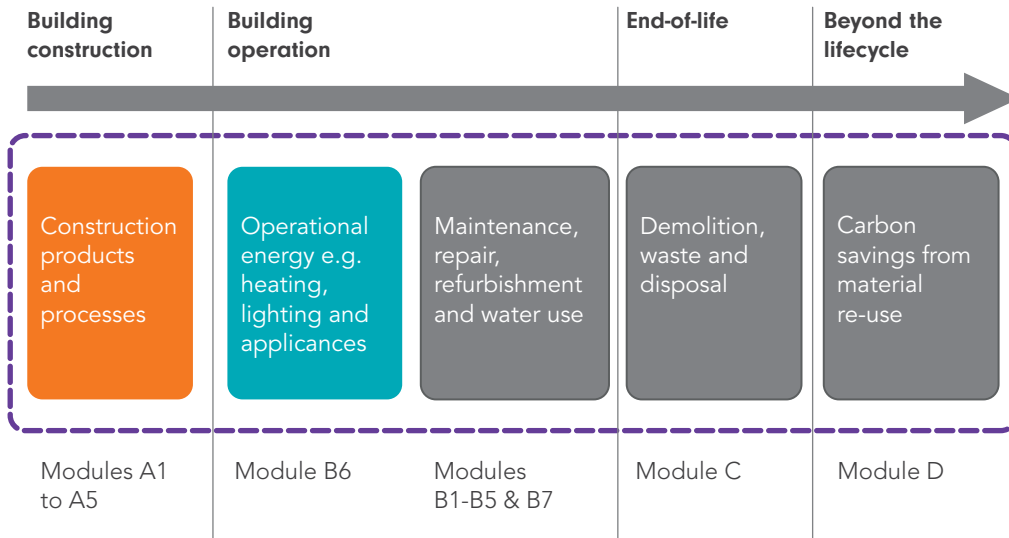 Building
construction
Building
operation
End-of-life
Beyond the
lifecycle
Construction
products
and
processes
Operational
energy e.g.
heating,
lighting and
applicances
Maintenance,
repair,
refurbishment
and water use
Demolition,
waste and
disposal
Carbon
savings from
material
re-use
Modules A1
to A5
Module B6
Modules
B1-B5 & B7
Module C
Module D